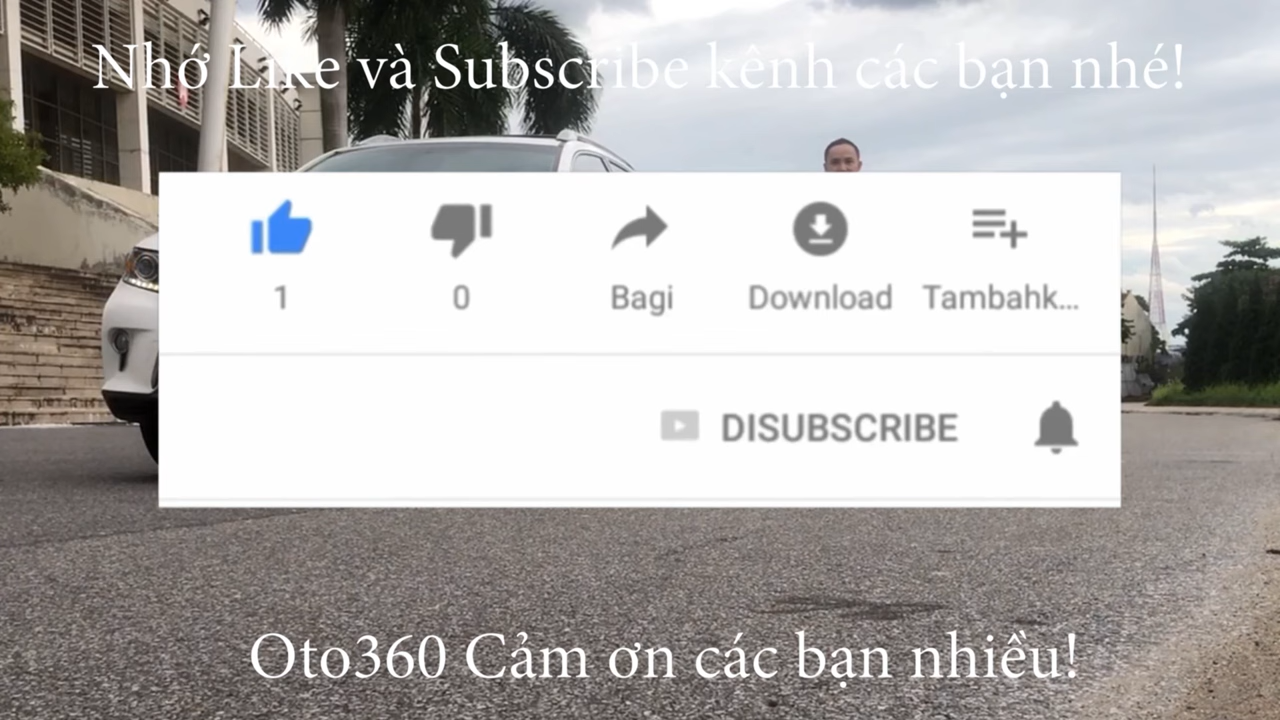 Nhớ Like và Subscribe kênh các bạn nhé!
1
0
Bagi
Download
Tambahk...
DISUBSCRIBE
Oto360 Cảm ơn các bạn nhiều!